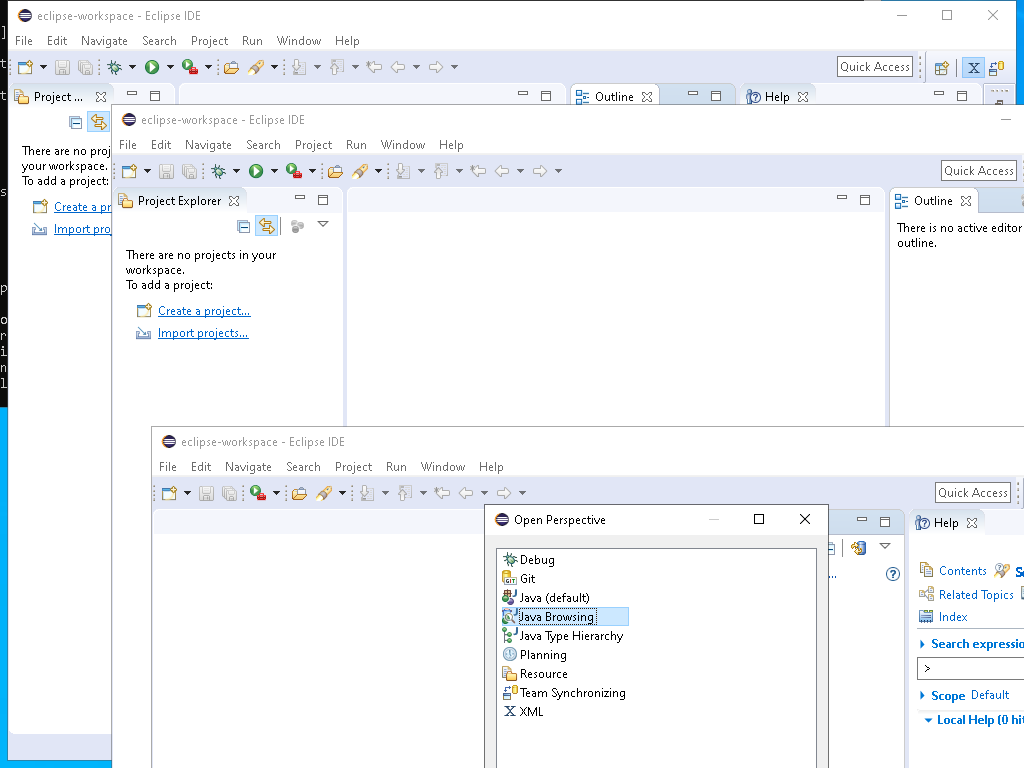 eclipse-workspace - Eclipse IDE
File Edit Navigate Search Project Run Window Help
Quick Access
X
Project ...
Outline
Help
There are no proj
your workspace.
To add a project:
Create a pr
Import pro
eclipse-workspace - Eclipse IDE
File Edit Navigate Search Project Run Window Help
Quick Access
Project Explorer
Outline
There are no projects in your
workspace.
To add a project:
Create a project...
Import projects...
There is no active editor
outline.
eclipse-workspace - Eclipse IDE
File Edit Navigate Search Project Run Window Help
Quick Access
Help
Contents
Related Topics
Index
Search expressio
>
Scope Default
Local Help (0 hit
Open Perspective
Debug
Git
Java (default)
Java Browsing
Java Type Hierarchy
Planning
Resource
Team Synchronizing
XML